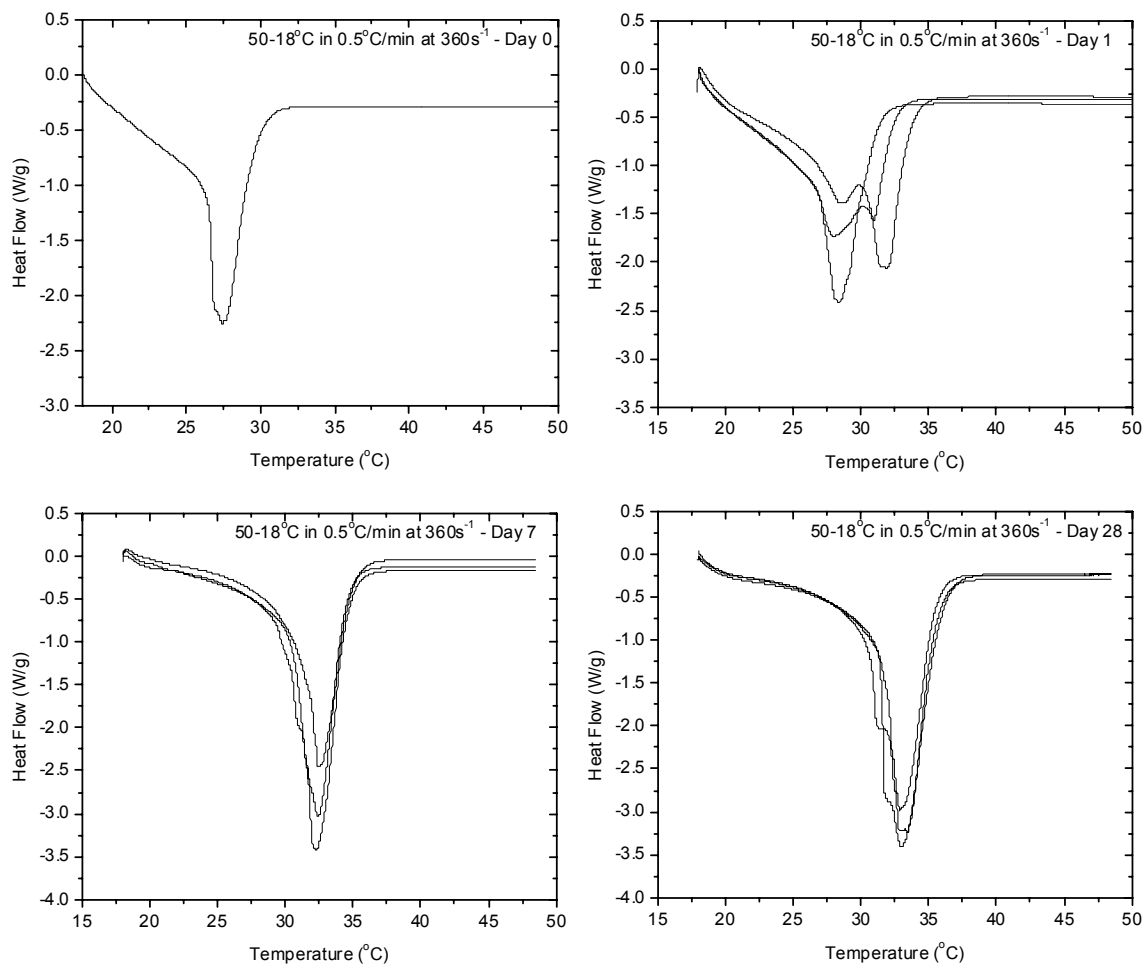 50-18°C in 0.5°C/min at 360s⁻¹ - Day 0
0.5
0.0
-0.5
-1.0
-1.5
-2.0
-2.5
-3.0
Heat Flow (W/g)
20 25 30 35 40 45 50
Temperature (°C)
50-18°C in 0.5°C/min at 360s⁻¹ - Day 1
0.5
0.0
-0.5
-1.0
-1.5
-2.0
-2.5
-3.0
-3.5
Heat Flow (W/g)
15 20 25 30 35 40 45 50
Temperature (°C)
50-18°C in 0.5°C/min at 360s⁻¹ - Day 7
0.5
0.0
-0.5
-1.0
-1.5
-2.0
-2.5
-3.0
-3.5
-4.0
Heat Flow (W/g)
15 20 25 30 35 40 45 50
Temperature (°C)
50-18°C in 0.5°C/min at 360s⁻¹ - Day 28
0.5
0.0
-0.5
-1.0
-1.5
-2.0
-2.5
-3.0
-3.5
-4.0
Heat Flow (W/g)
15 20 25 30 35 40 45 50
Temperature (°C)